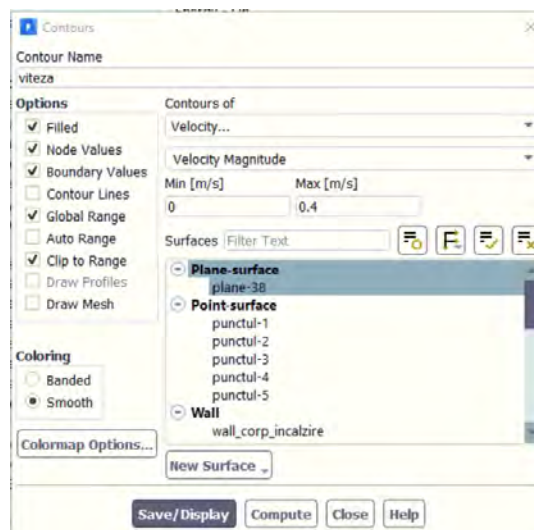 Contours
Contour Name
viteza
Options
Filled
Node Values
Boundary Values
Contour Lines
Global Range
Auto Range
Clip to Range
Draw Profiles
Draw Mesh
Coloring
Banded
Smooth
Colormap Options...
Contours of
Velocity...
Velocity Magnitude
Min [m/s] Max [m/s]
0 0.4
Surfaces Filter Text
Plane-surface
plane-38
Point-surface
punctul-1
punctul-2
punctul-3
punctul-4
punctul-5
Wall
wall_corp_incalzire
New Surface
Save/Display Compute Close Help